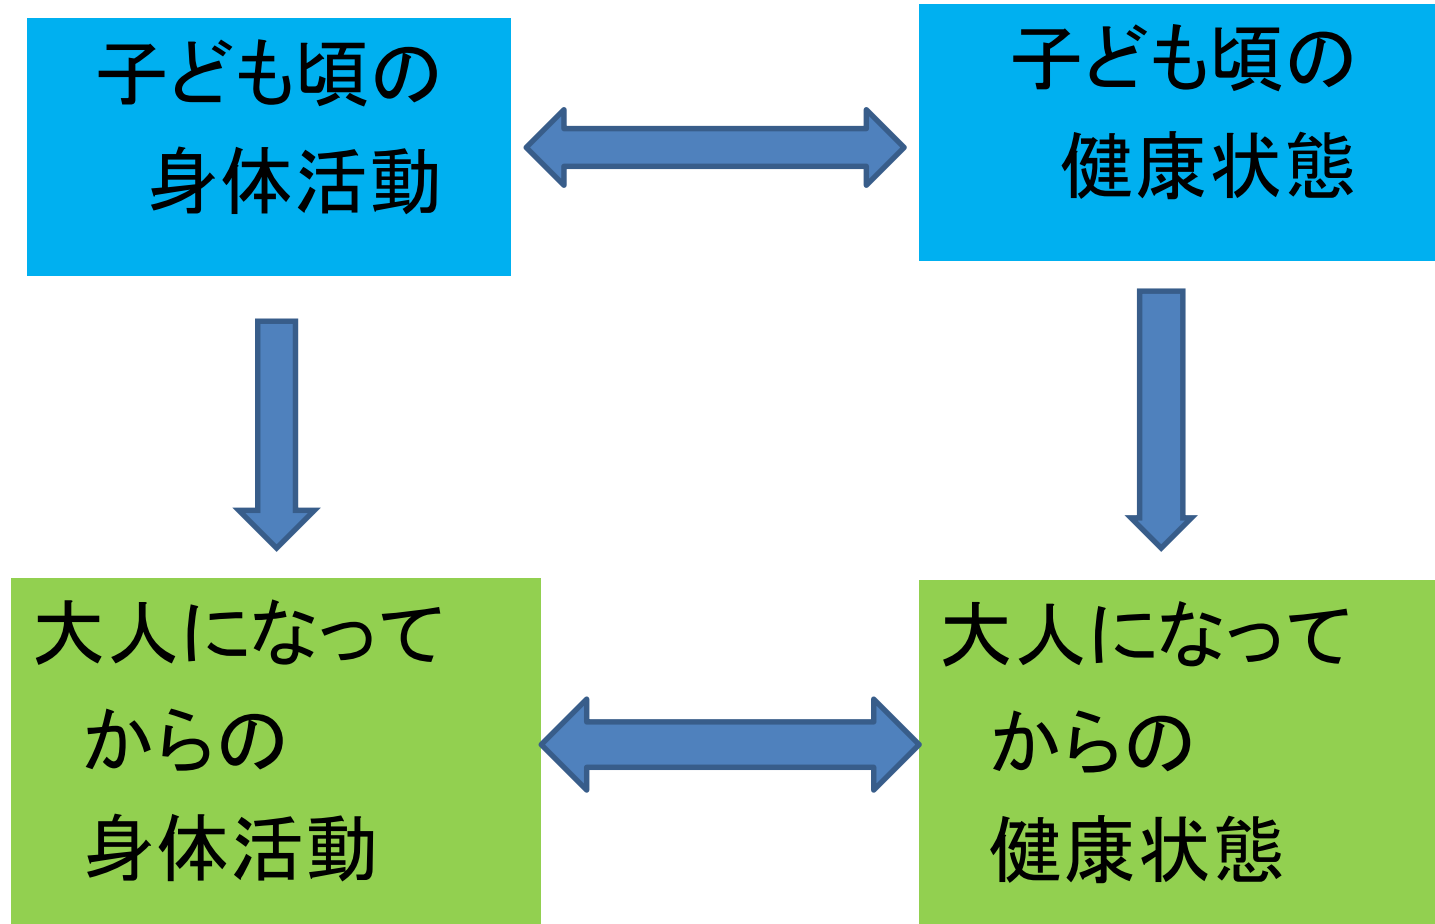 子ども頃の
身体活動
子ども頃の
健康状態
大人になって
からの
身体活動
大人になって
からの
健康状態